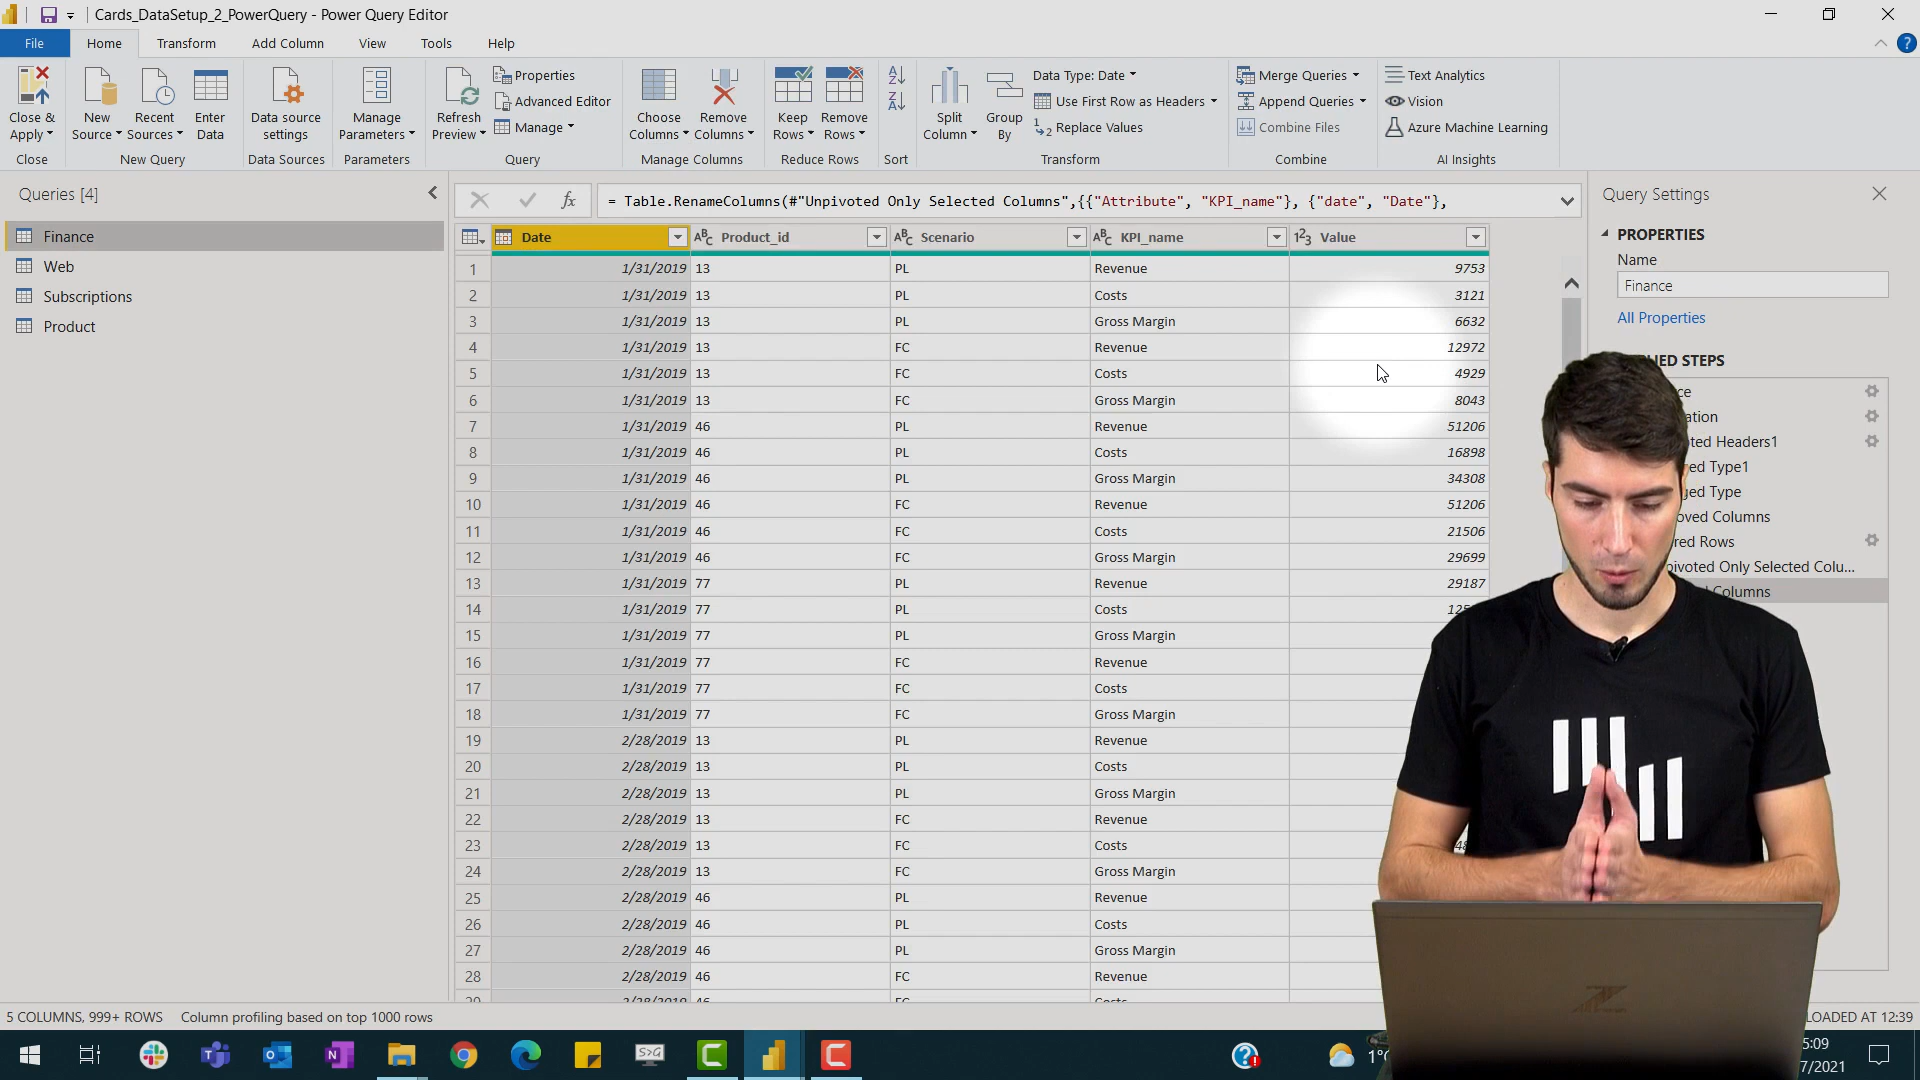 Cards_DataSetup_2_PowerQuery - Power Query Editor
File Home Transform Add Column View Tools Help
Close & Apply
New Source
Recent Sources
Enter Data
Data source settings
Manage Parameters
Refresh Preview
Properties
Advanced Editor
Manage
Choose Columns
Remove Columns
Keep Rows
Remove Rows
Split Column
Group By
Data Type: Date
Use First Row as Headers
Replace Values
Merge Queries
Append Queries
Combine Files
Text Analytics
Vision
Azure Machine Learning
Close New Query Data Sources Parameters Query Manage Columns Reduce Rows Sort Transform Combine AI Insights
Queries [4]
Finance
Web
Subscriptions
Product
fx = Table.RenameColumns(#"Unpivoted Only Selected Columns",{{"Attribute", "KPI_name"}, {"date", "Date"},
Date Product_id Scenario KPI_name Value
1 1/31/2019 13 PL Revenue 9753
2 1/31/2019 13 PL Costs 3121
3 1/31/2019 13 PL Gross Margin 6632
4 1/31/2019 13 FC Revenue 12972
5 1/31/2019 13 FC Costs 4929
6 1/31/2019 13 FC Gross Margin 8043
7 1/31/2019 46 PL Revenue 51206
8 1/31/2019 46 PL Costs 16898
9 1/31/2019 46 PL Gross Margin 34308
10 1/31/2019 46 FC Revenue 51206
11 1/31/2019 46 FC Costs 21506
12 1/31/2019 46 FC Gross Margin 29699
13 1/31/2019 77 PL Revenue 29187
14 1/31/2019 77 PL Costs
15 1/31/2019 77 PL Gross Margin
16 1/31/2019 77 FC Revenue
17 1/31/2019 77 FC Costs
18 1/31/2019 77 FC Gross Margin
19 2/28/2019 13 PL Revenue
20 2/28/2019 13 PL Costs
21 2/28/2019 13 PL Gross Margin
22 2/28/2019 13 FC Revenue
23 2/28/2019 13 FC Costs
24 2/28/2019 13 FC Gross Margin
25 2/28/2019 46 PL Revenue
26 2/28/2019 46 PL Costs
27 2/28/2019 46 PL Gross Margin
28 2/28/2019 46 FC Revenue
29 2/28/2019 46 FC Costs
Query Settings
PROPERTIES
Name
Finance
All Properties
STEPS
Headers1
Type1
Type
Columns
Rows
Only Selected Colu...
Columns
5 COLUMNS, 999+ ROWS Column profiling based on top 1000 rows
AT 12:39